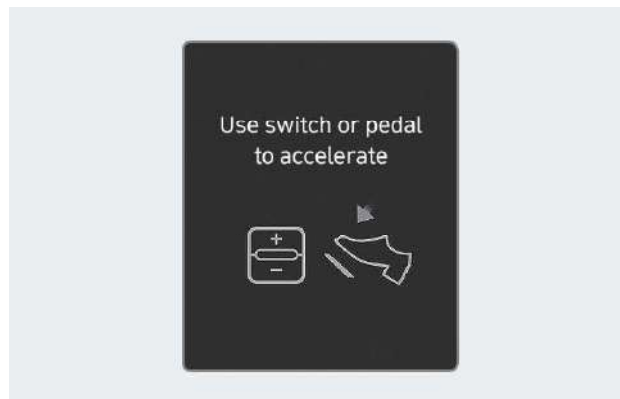 Use switch or pedal
to accelerate
+
-